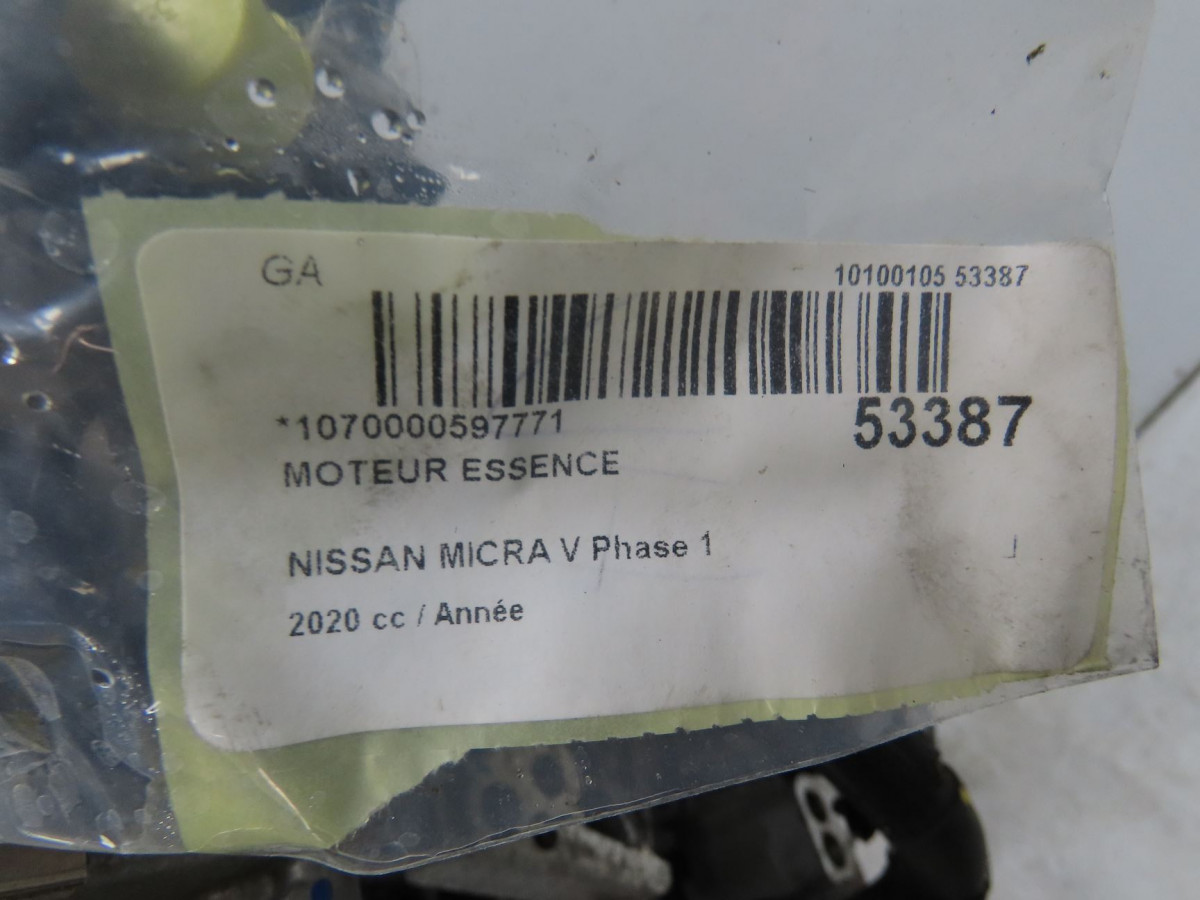 GA
10100105 53387
*1070000597771
53387
MOTEUR ESSENCE
NISSAN MICRA V Phase 1
2020 cc / Année